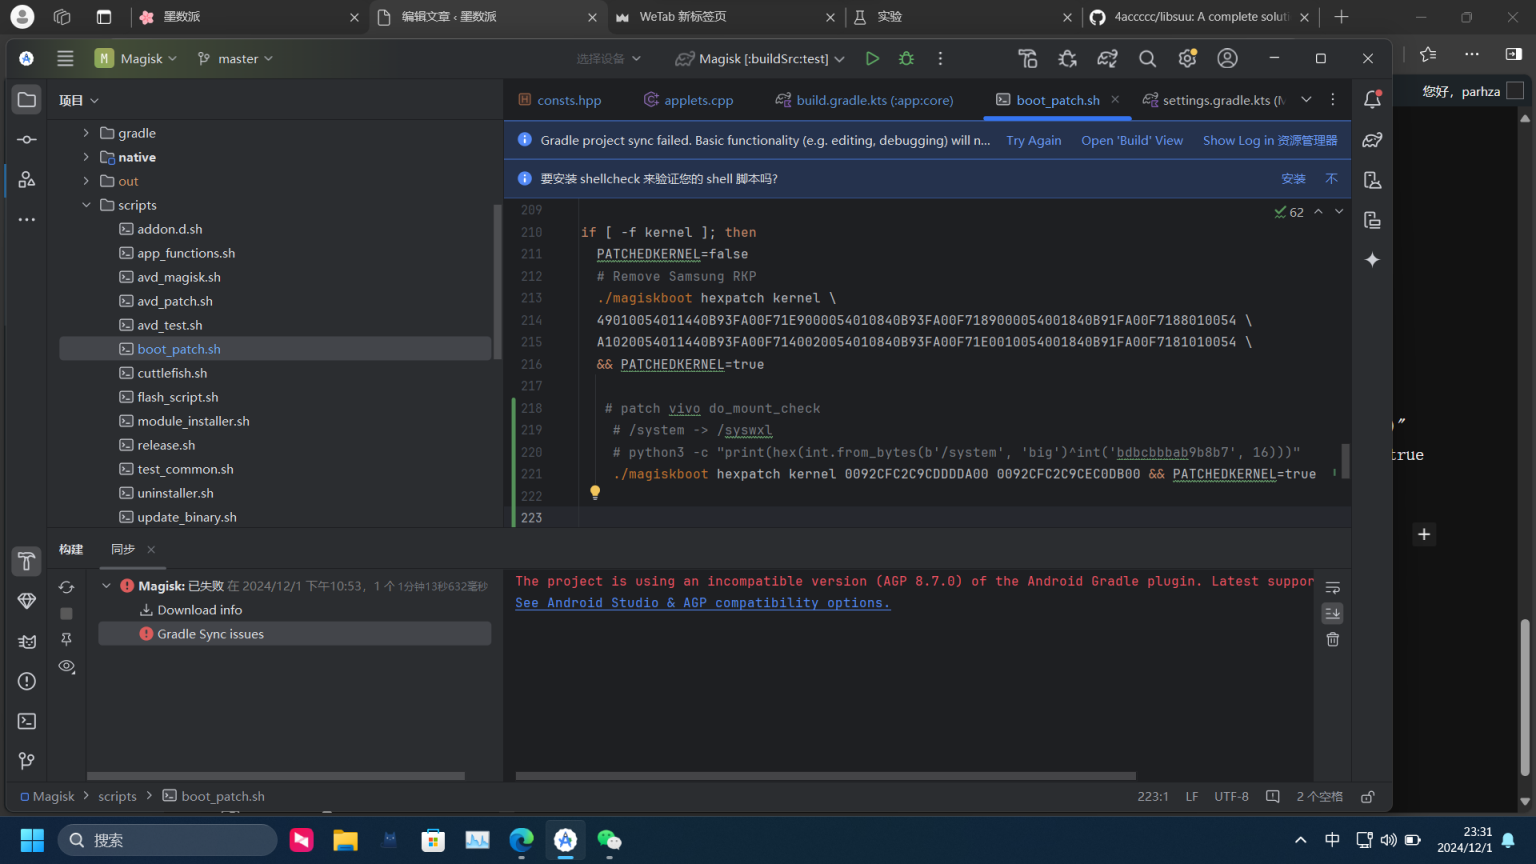 墨数派
编辑文章 ‹ 墨数派
WeTab 新标签页
实验
4accccc/libsuu: A complete soluti
M
Magisk
master
选择设备
Magisk [:buildSrc:test]
您好，parhza
项目
consts.hpp
applets.cpp
build.gradle.kts (:app:core)
boot_patch.sh
settings.gradle.kts (M
Gradle project sync failed. Basic functionality (e.g. editing, debugging) will n...
Try Again
Open 'Build' View
Show Log in 资源管理器
要安装 shellcheck 来验证您的 shell 脚本吗?
安装
不
62
gradle
native
out
scripts
addon.d.sh
app_functions.sh
avd_magisk.sh
avd_patch.sh
avd_test.sh
boot_patch.sh
cuttlefish.sh
flash_script.sh
module_installer.sh
release.sh
test_common.sh
uninstaller.sh
update_binary.sh
209
210 if [ -f kernel ]; then
211 PATCHEDKERNEL=false
212 # Remove Samsung RKP
213 ./magiskboot hexpatch kernel \
214 49010054011440B93FA00F71E9000054010840B93FA00F7189000054001840B91FA00F7188010054 \
215 A1020054011440B93FA00F7140020054010840B93FA00F71E0010054001840B91FA00F7181010054 \
216 && PATCHEDKERNEL=true
217
218 # patch vivo do_mount_check
219 # /system -> /syswxl
220 # python3 -c "print(hex(int.from_bytes(b'/system', 'big')^int('bdbcbbbab9b8b7', 16)))"
221 ./magiskboot hexpatch kernel 0092CFC2C9CDDDDA00 0092CFC2C9CEC0DB00 && PATCHEDKERNEL=true
222
223
)"
true
构建
同步
Magisk: 已失败 在 2024/12/1 下午10:53，1 个 1分钟13秒632毫秒
Download info
Gradle Sync issues
The project is using an incompatible version (AGP 8.7.0) of the Android Gradle plugin. Latest suppor
See Android Studio & AGP compatibility options.
Magisk
scripts
boot_patch.sh
223:1
LF
UTF-8
2 个空格
搜索
中
23:31
2024/12/1